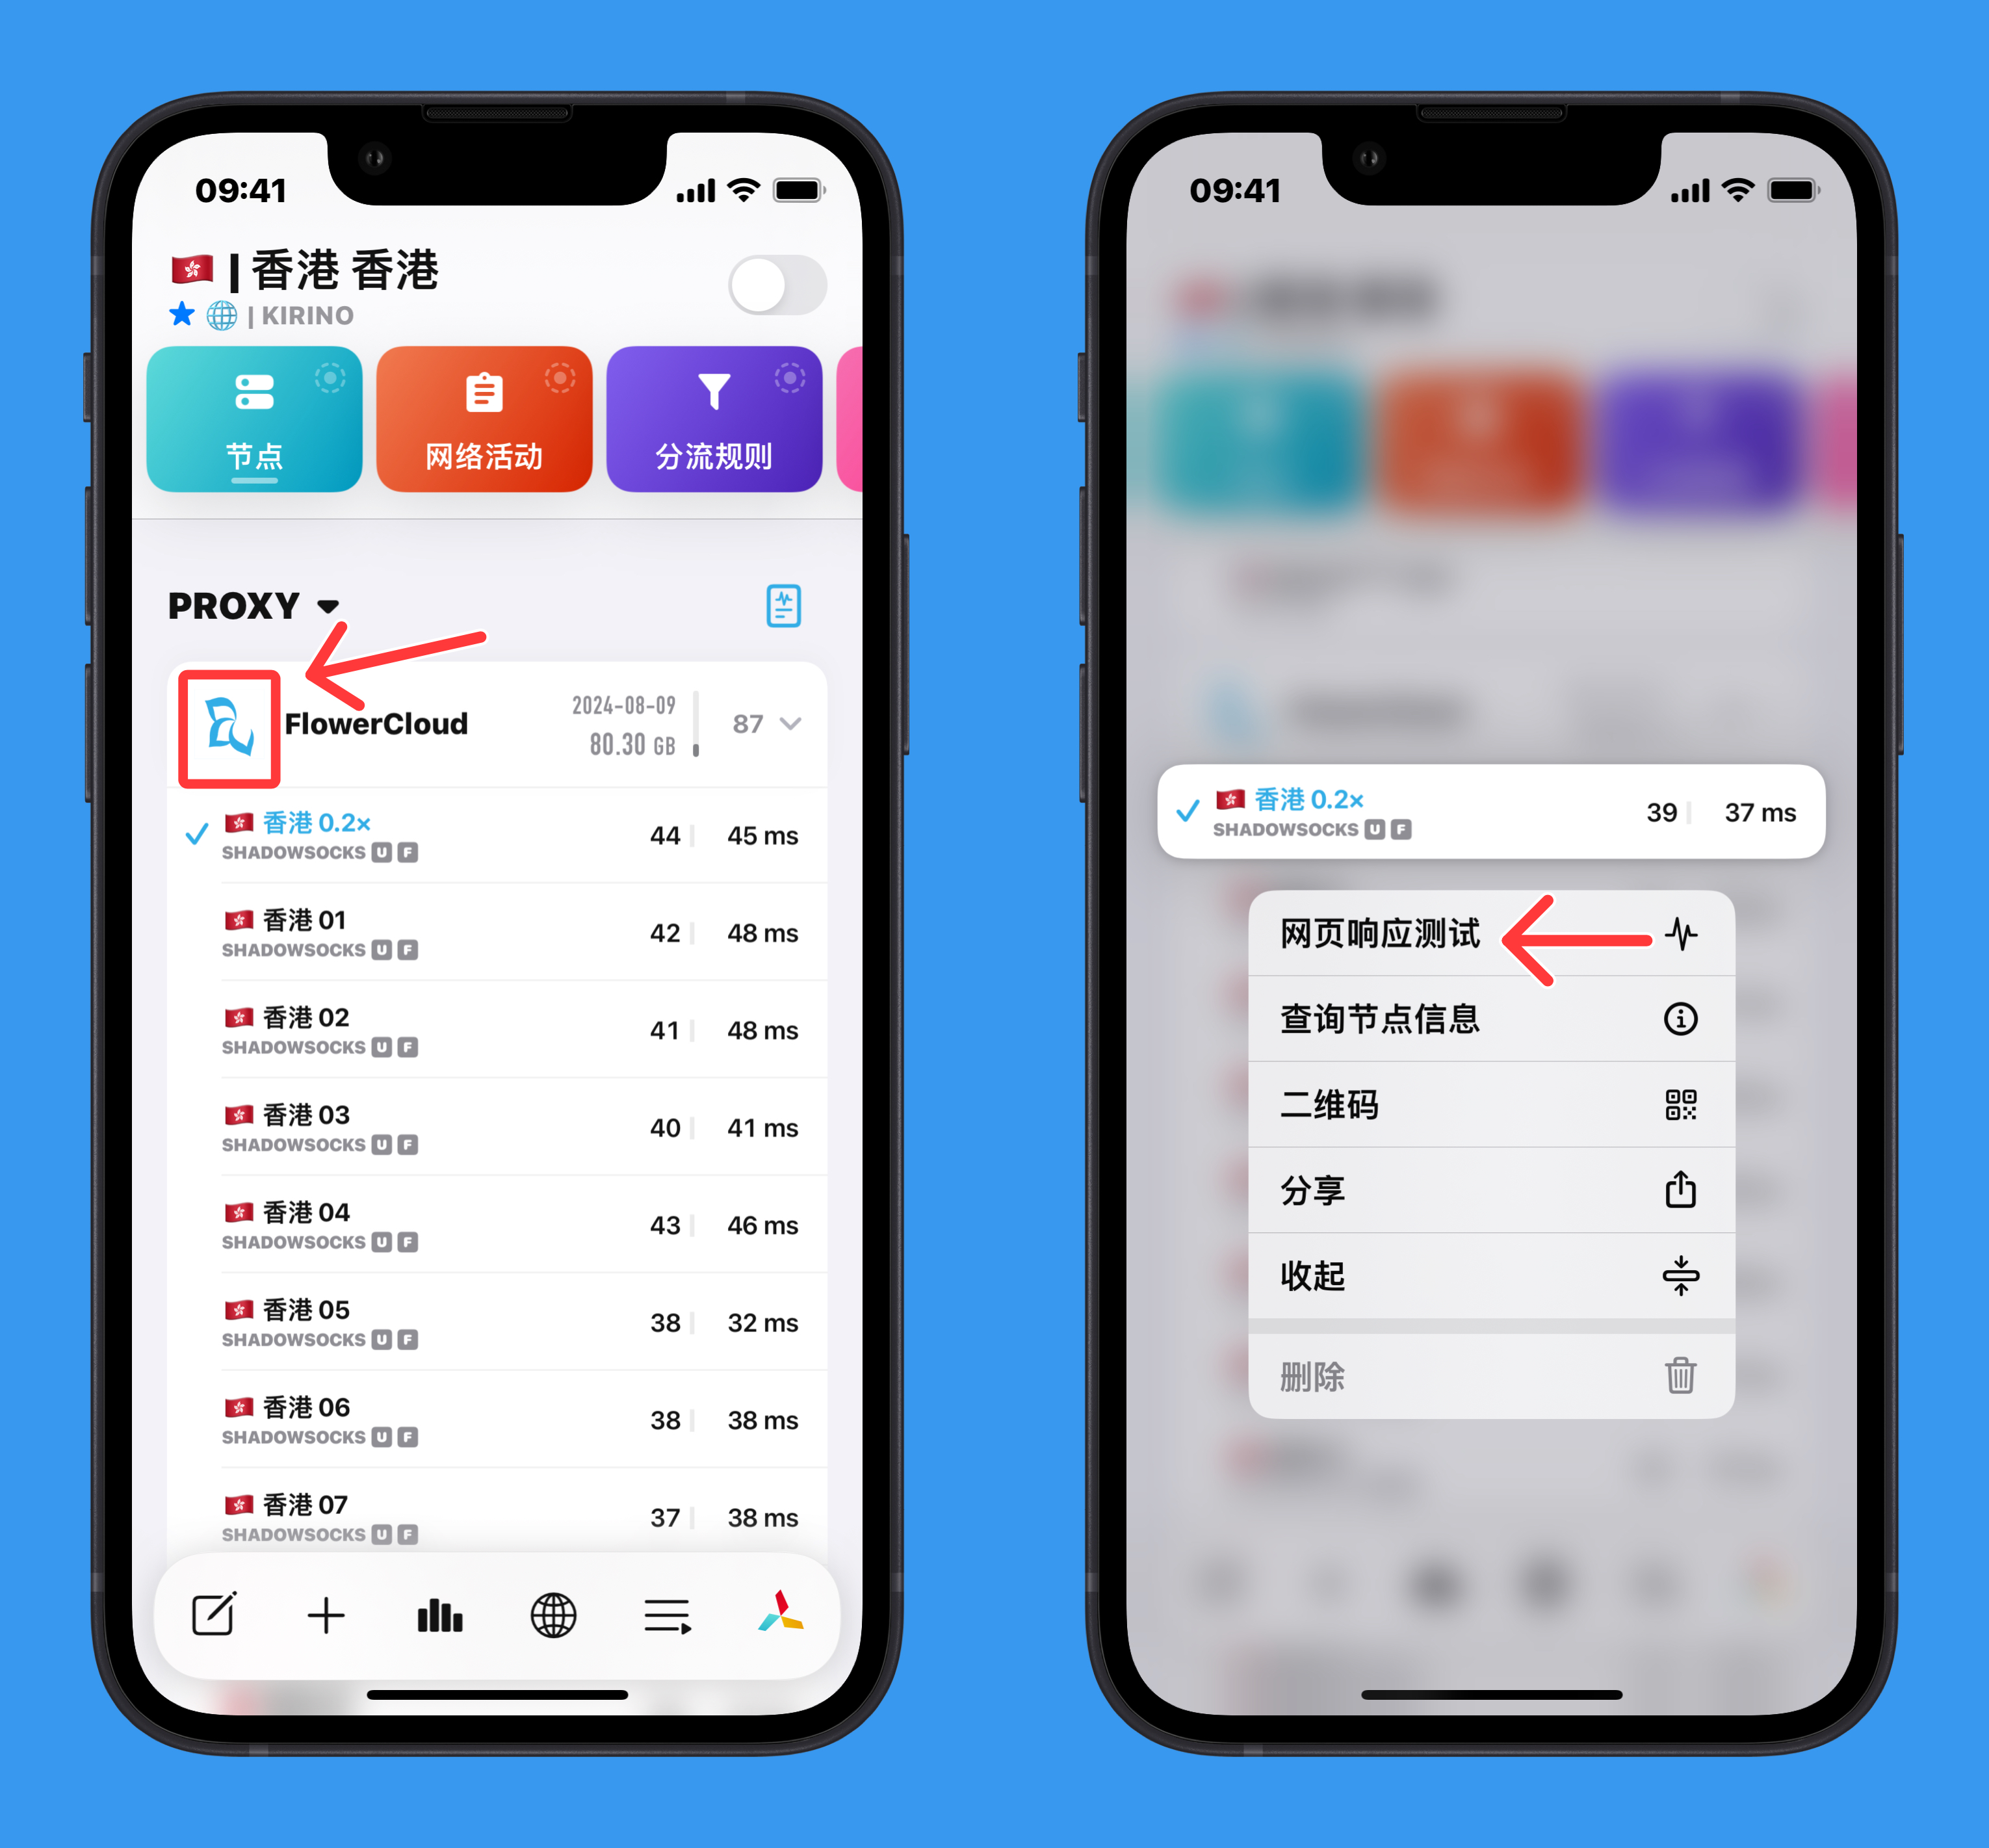 09:41
| 香港 香港
| KIRINO
节点
网络活动
分流规则
PROXY
FlowerCloud
2024-08-09
80.30 GB
87
香港 0.2×
SHADOWSOCKS U F
44
45 ms
香港 01
SHADOWSOCKS U F
42
48 ms
香港 02
SHADOWSOCKS U F
41
48 ms
香港 03
SHADOWSOCKS U F
40
41 ms
香港 04
SHADOWSOCKS U F
43
46 ms
香港 05
SHADOWSOCKS U F
38
32 ms
香港 06
SHADOWSOCKS U F
38
38 ms
香港 07
SHADOWSOCKS U F
37
38 ms
09:41
香港 0.2×
SHADOWSOCKS U F
39
37 ms
网页响应测试
查询节点信息
二维码
分享
收起
删除